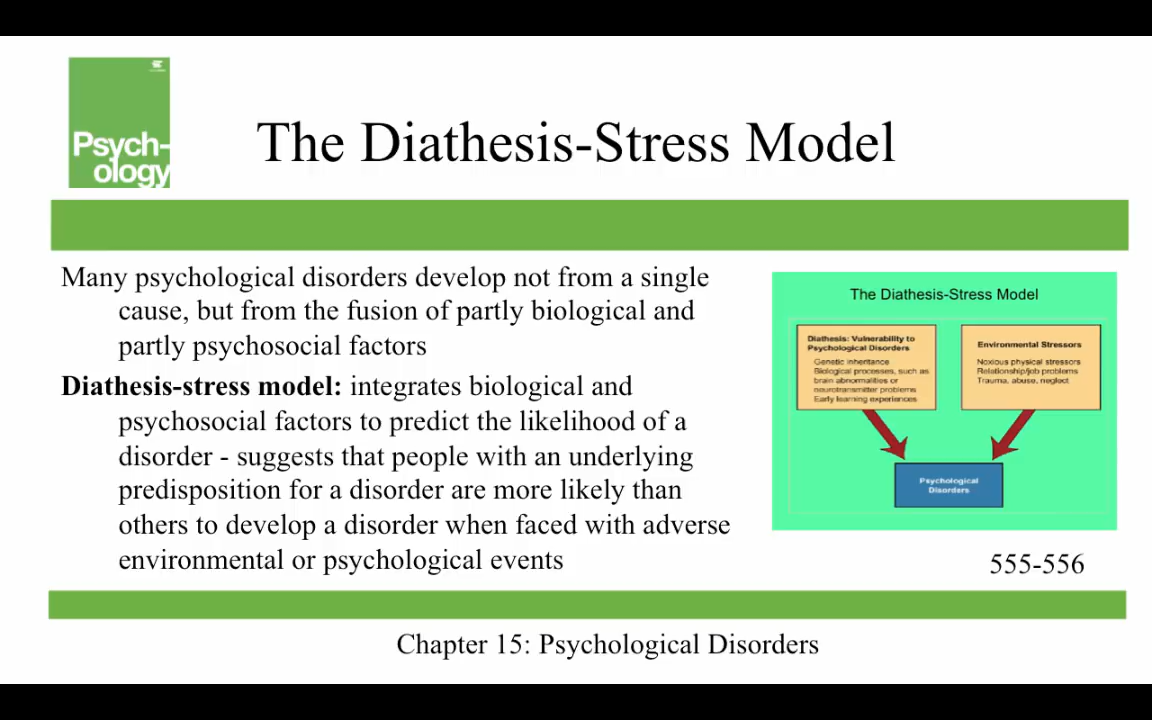 Psych-
ology
The Diathesis-Stress Model
Many psychological disorders develop not from a single
cause, but from the fusion of partly biological and
partly psychosocial factors
Diathesis-stress model: integrates biological and
psychosocial factors to predict the likelihood of a
disorder - suggests that people with an underlying
predisposition for a disorder are more likely than
others to develop a disorder when faced with adverse
environmental or psychological events
The Diathesis-Stress Model
Diathesis: Vulnerability to
Psychological Disorders
Genetic inheritance
Biological processes, such as
brain abnormalities or
neurotransmitter problems
Early learning experiences
Environmental Stressors
Noxious physical stressors
Relationship/job problems
Trauma, abuse, neglect
Psychological
Disorders
555-556
Chapter 15: Psychological Disorders